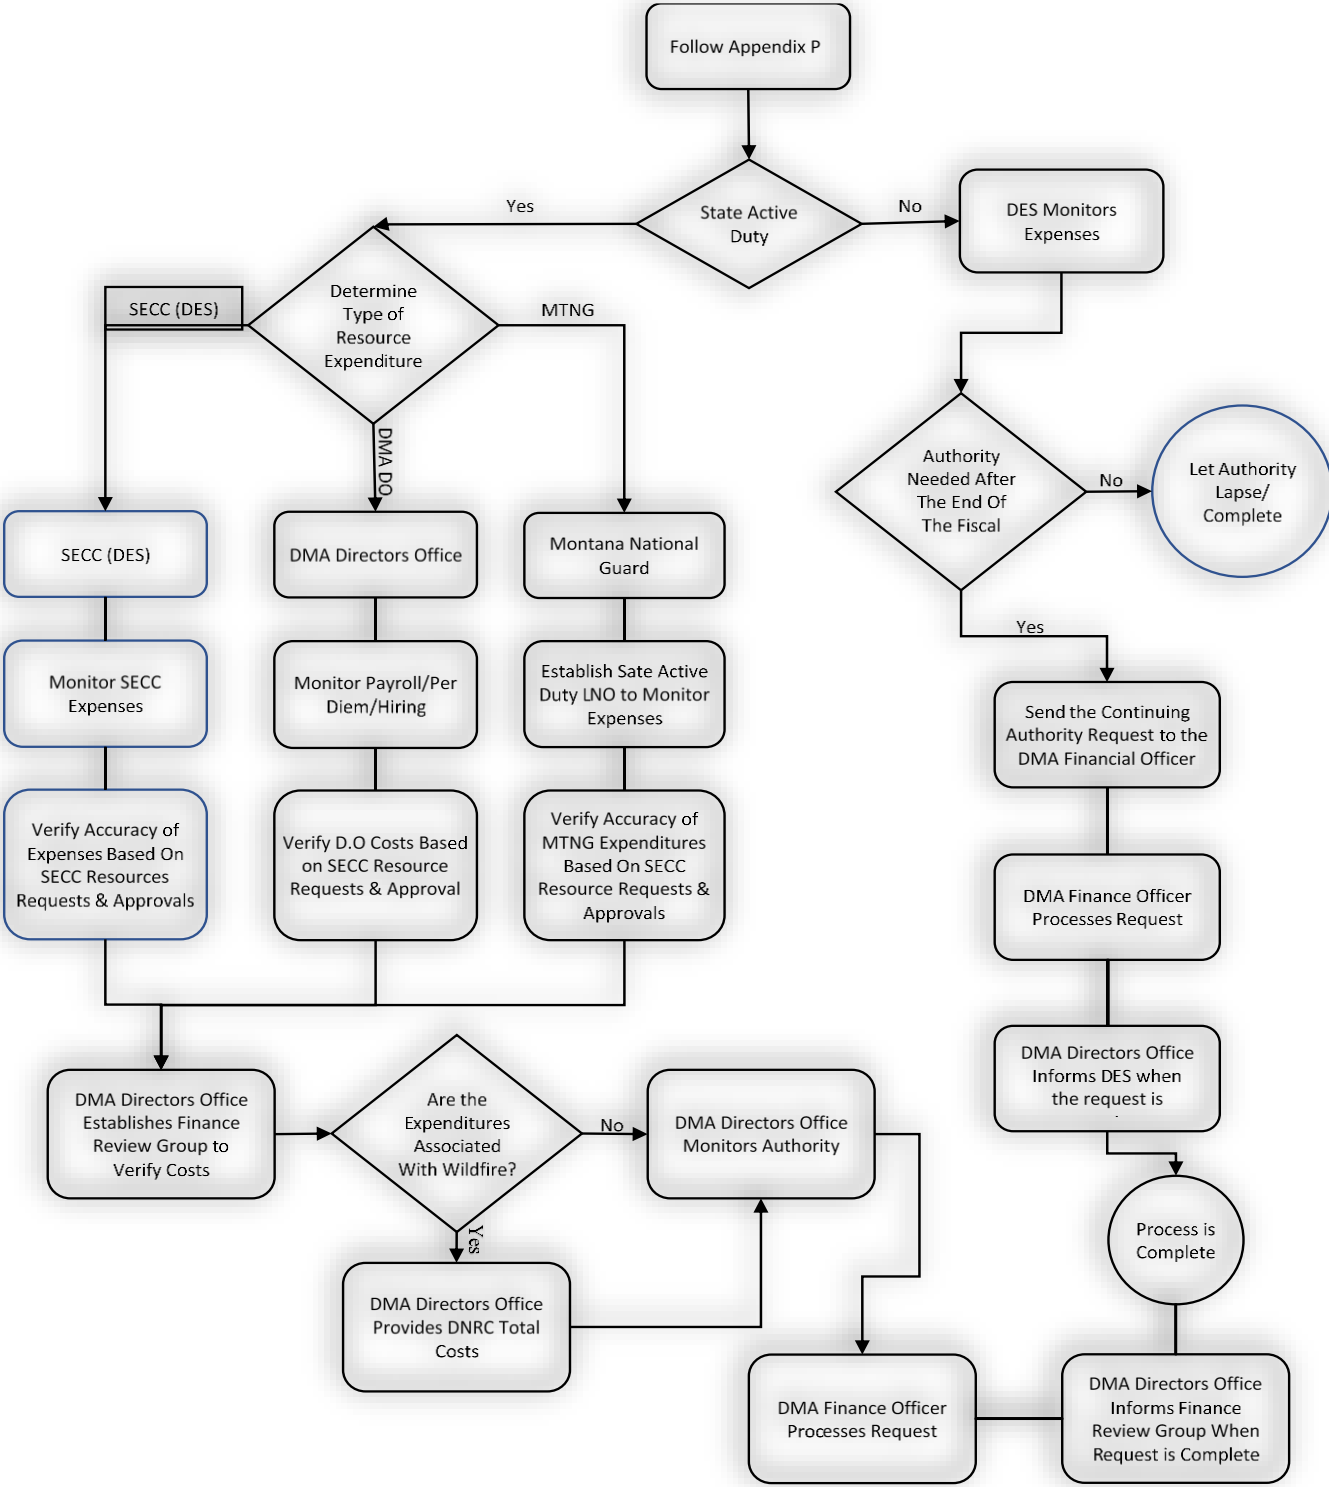 Follow Appendix P
State Active
Duty
Yes
No
DES Monitors
Expenses
SECC (DES)
Determine
Type of
Resource
Expenditure
MTNG
DMA DO
Authority
Needed After
The End Of
The Fiscal
No
Let Authority
Lapse/
Complete
Yes
SECC (DES)
DMA Directors Office
Montana National
Guard
Monitor SECC
Expenses
Monitor Payroll/Per
Diem/Hiring
Establish Sate Active
Duty LNO to Monitor
Expenses
Send the Continuing
Authority Request to the
DMA Financial Officer
Verify Accuracy of
Expenses Based On
SECC Resources
Requests & Approvals
Verify D.O Costs Based
on SECC Resource
Requests & Approval
Verify Accuracy of
MTNG Expenditures
Based On SECC
Resource Requests &
Approvals
DMA Finance Officer
Processes Request
DMA Directors Office
Informs DES when
the request is
DMA Directors Office
Establishes Finance
Review Group to
Verify Costs
Are the
Expenditures
Associated
With Wildfire?
No
Yes
DMA Directors Office
Monitors Authority
Process is
Complete
DMA Directors Office
Provides DNRC Total
Costs
DMA Finance Officer
Processes Request
DMA Directors Office
Informs Finance
Review Group When
Request is Complete